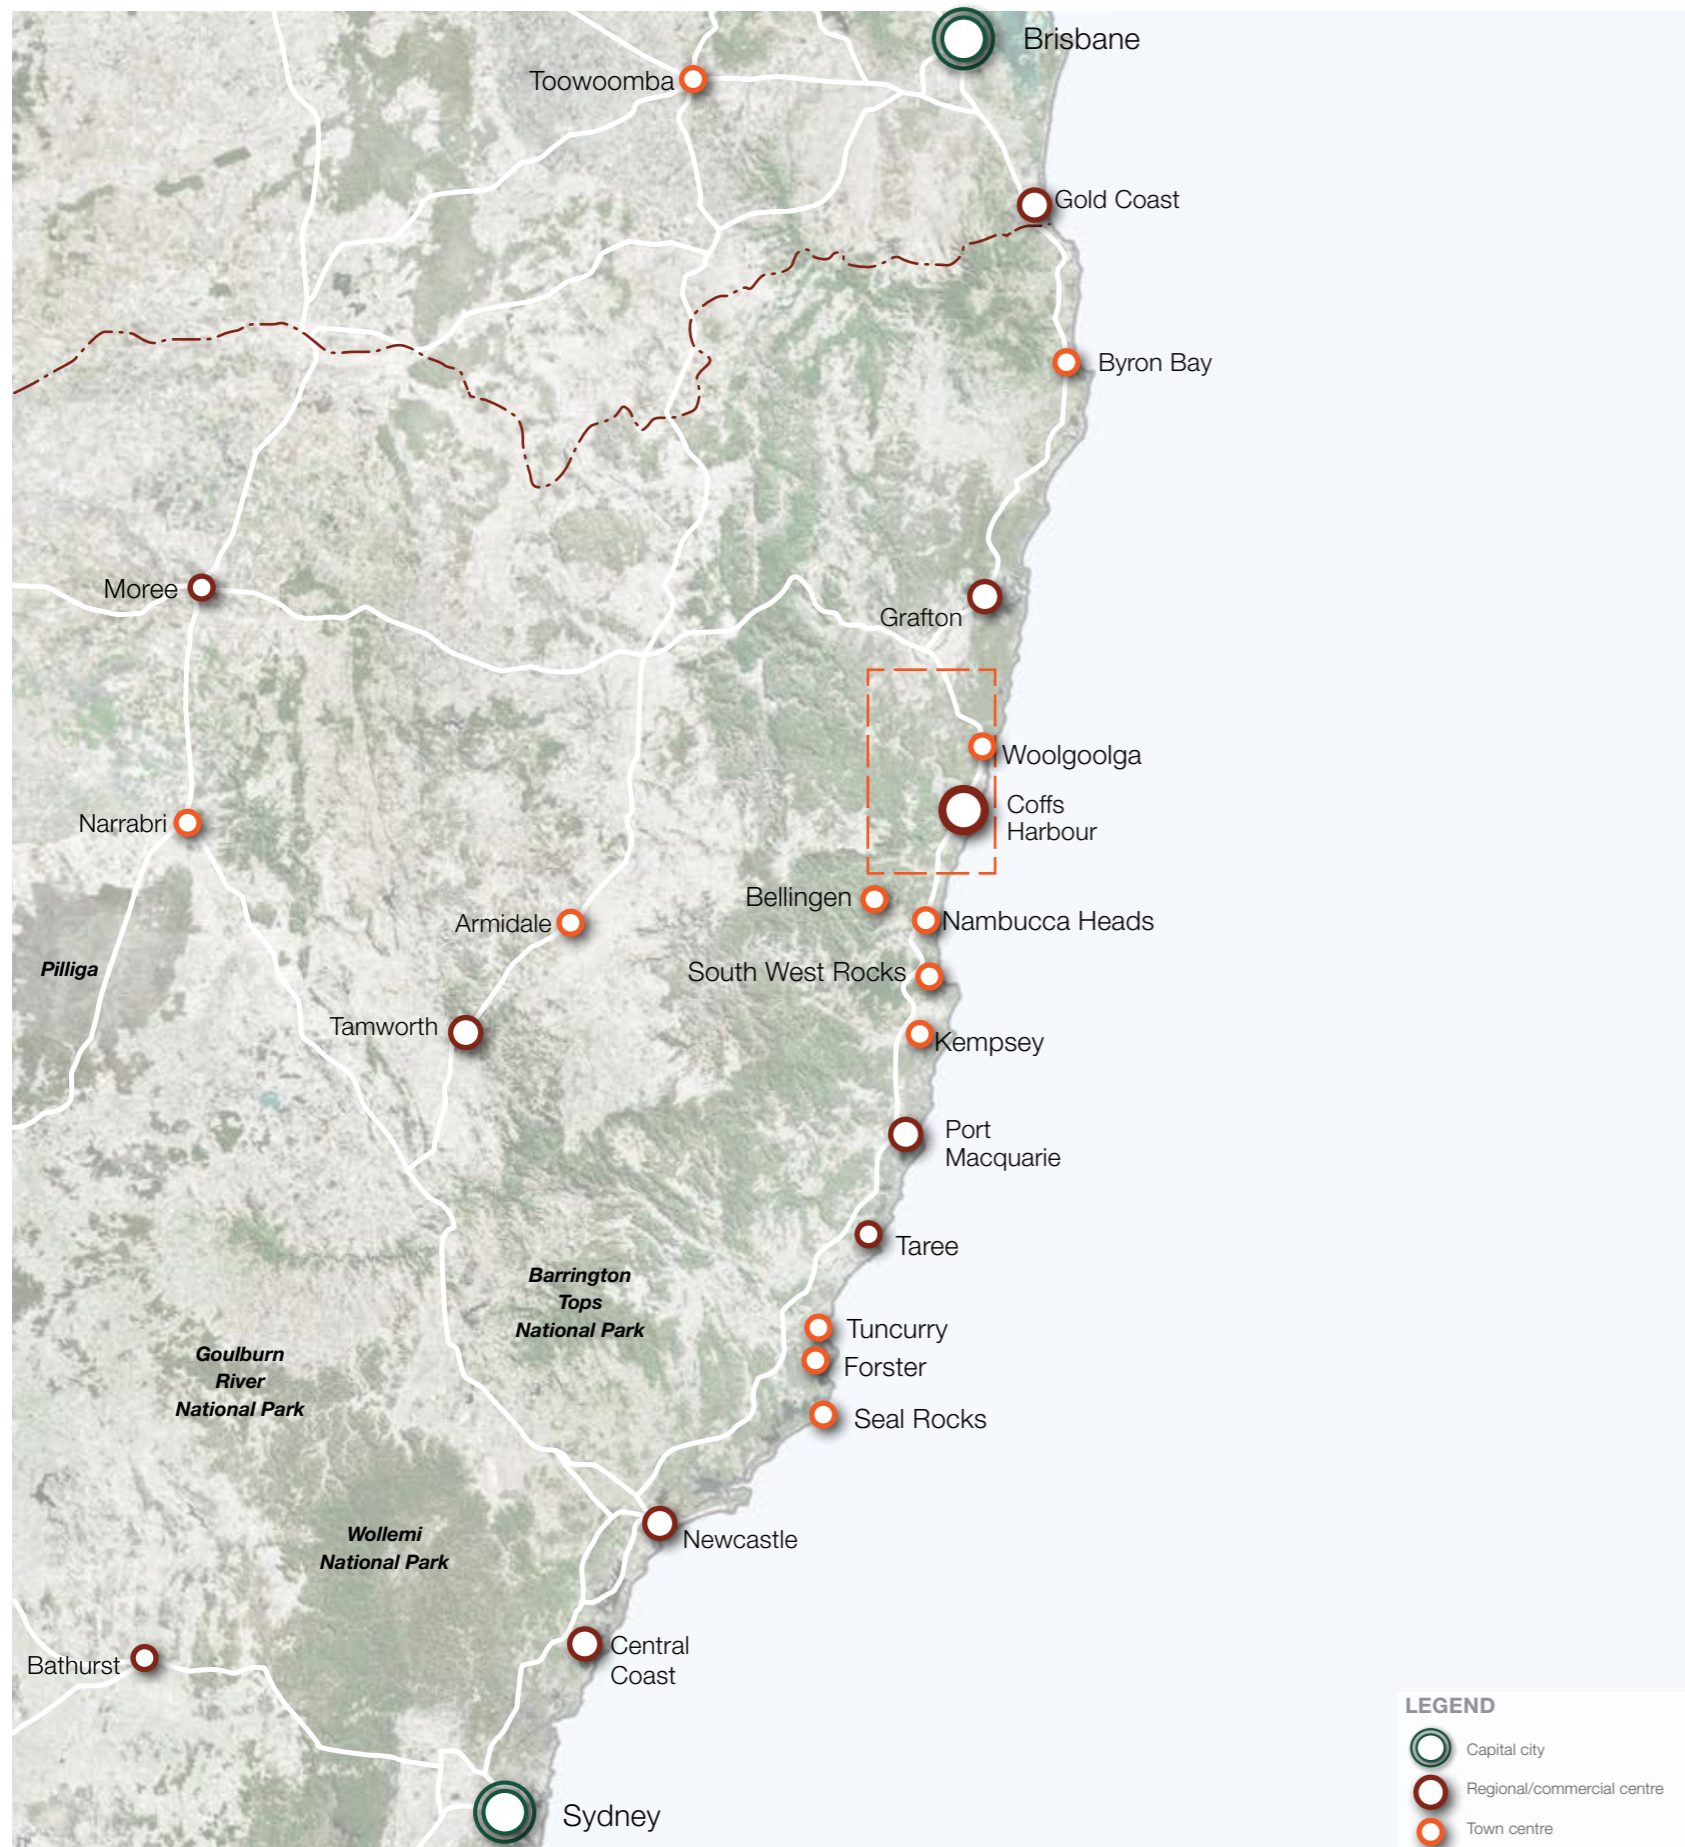 Brisbane
Toowoomba
Gold Coast
Byron Bay
Moree
Grafton
Woolgoolga
Coffs
Harbour
Narrabri
Bellingen
Nambucca Heads
Armidale
Pilliga
South West Rocks
Tamworth
Kempsey
Port
Macquarie
Taree
Barrington
Tops
National Park
Tuncurry
Forster
Goulburn
River
National Park
Seal Rocks
Wollemi
National Park
Newcastle
Central
Coast
Bathurst
Sydney
LEGEND
Capital city
Regional/commercial centre
Town centre